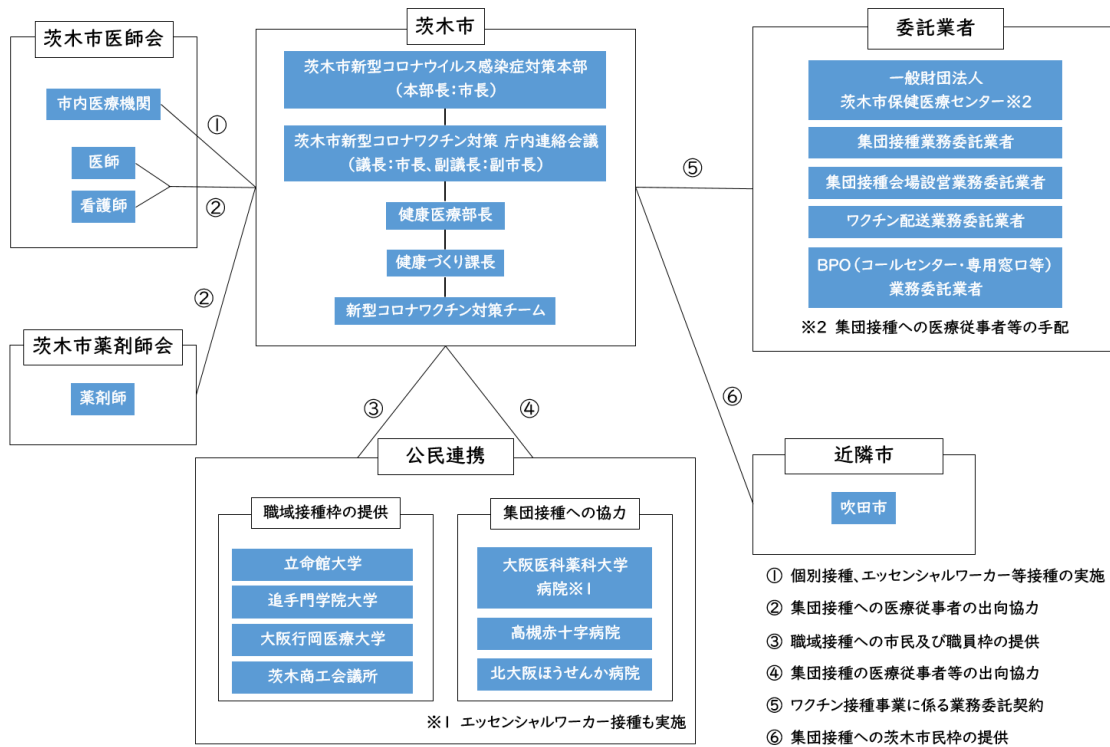 茨木市医師会
市内医療機関
医師
看護師
①
②
②
茨木市薬剤師会
薬剤師
茨木市
茨木市新型コロナウイルス感染症対策本部
(本部長:市長)
茨木市新型コロナワクチン対策 庁内連絡会議
(議長:市長、副議長:副市長)
健康医療部長
健康づくり課長
新型コロナワクチン対策チーム
⑤
委託業者
一般財団法人
茨木市保健医療センター※2
集団接種業務委託業者
集団接種会場設営業務委託業者
ワクチン配送業務委託業者
BPO(コールセンター・専用窓口等)
業務委託業者
※2 集団接種への医療従事者等の手配
③
④
⑥
公民連携
職域接種枠の提供
立命館大学
追手門学院大学
大阪行岡医療大学
茨木商工会議所
集団接種への協力
大阪医科薬科大学
病院※1
高槻赤十字病院
北大阪ほうせんか病院
※1 エッセンシャルワーカー接種も実施
近隣市
吹田市
① 個別接種、エッセンシャルワーカー等接種の実施
② 集団接種への医療従事者の出向協力
③ 職域接種への市民及び職員枠の提供
④ 集団接種の医療従事者等の出向協力
⑤ ワクチン接種事業に係る業務委託契約
⑥ 集団接種への茨木市民枠の提供